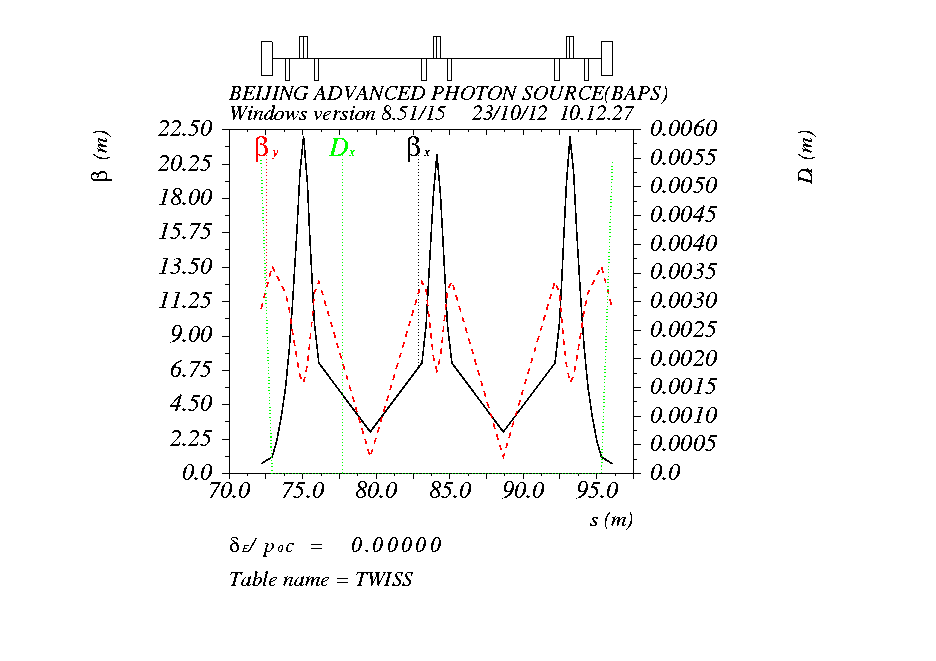 BEIJING ADVANCED PHOTON SOURCE(BAPS)
Windows version 8.51/15 23/10/12 10.12.27
β (m)
22.50
20.25
18.00
15.75
13.50
11.25
9.00
6.75
4.50
2.25
0.0
βy Dx βx
0.0060
0.0055
0.0050
0.0045
0.0040
0.0035
0.0030
0.0025
0.0020
0.0015
0.0010
0.0005
0.0
D (m)
70.0 75.0 80.0 85.0 90.0 95.0
s (m)
δE/ p0c = 0.00000
Table name = TWISS